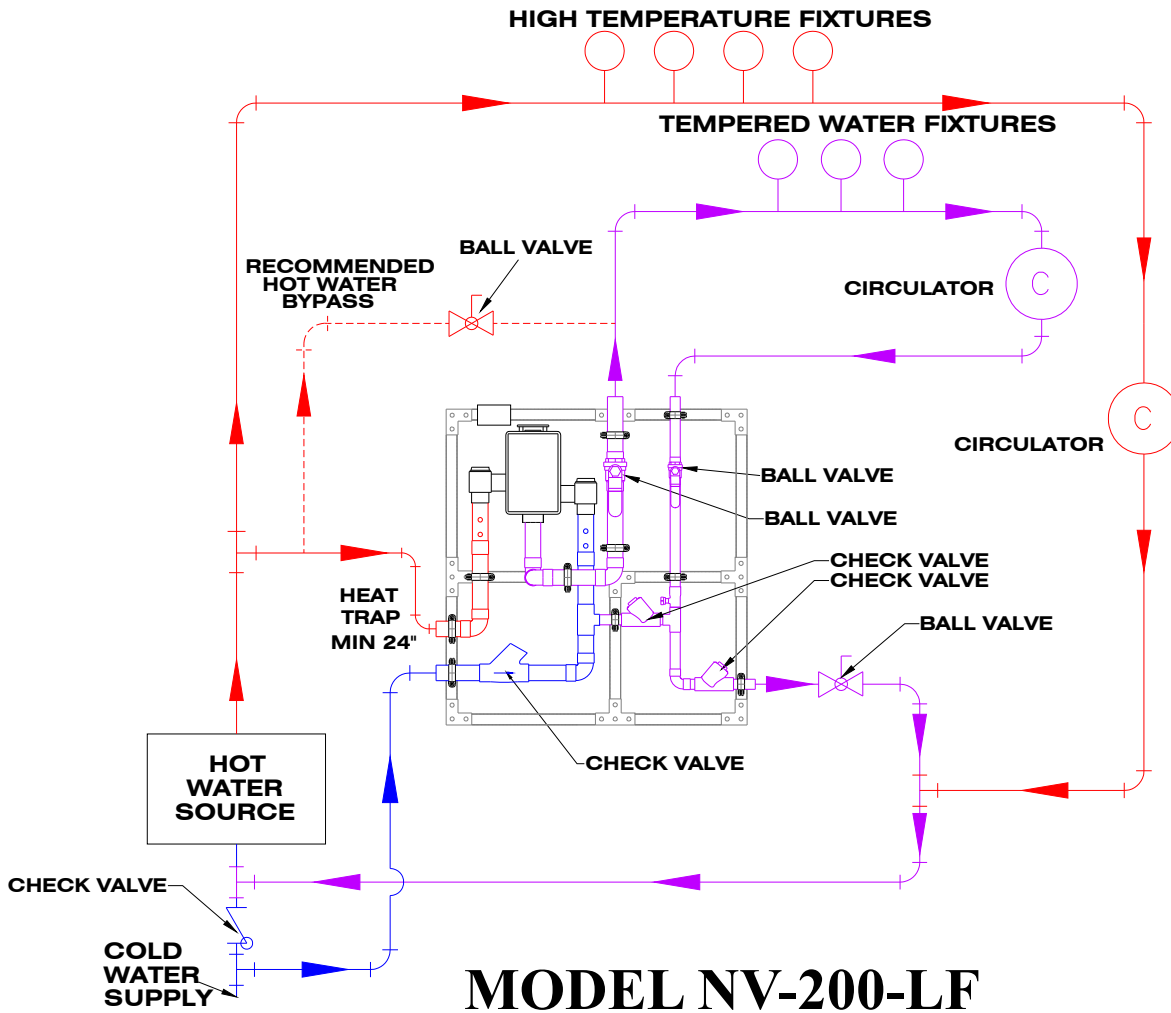 HIGH TEMPERATURE FIXTURES
TEMPERED WATER FIXTURES
BALL VALVE
RECOMMENDED
HOT WATER
BYPASS
CIRCULATOR
C
C
CIRCULATOR
BALL VALVE
BALL VALVE
CHECK VALVE
CHECK VALVE
HEAT
TRAP
MIN 24"
BALL VALVE
CHECK VALVE
HOT
WATER
SOURCE
CHECK VALVE
COLD
WATER
SUPPLY
MODEL NV-200-LF